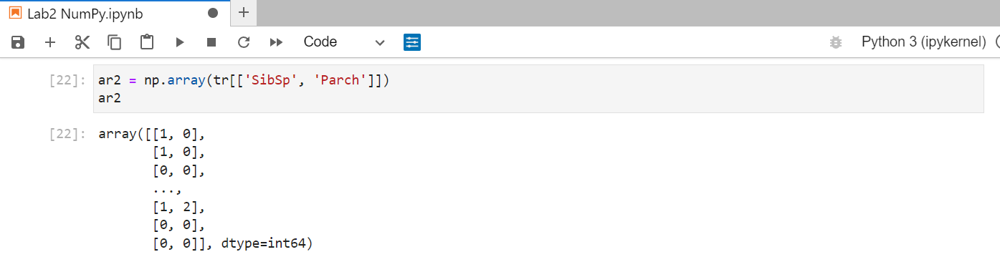 Lab2 NumPy.ipynb
Code
Python 3 (ipykernel)
[22]: ar2 = np.array(tr[['SibSp', 'Parch']])
ar2
[22]: array([[1, 0],
[1, 0],
[0, 0],
...,
[1, 2],
[0, 0],
[0, 0]], dtype=int64)